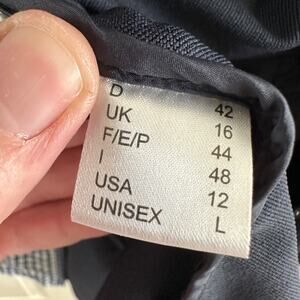 D 42
UK 16
F/E/P 44
I 48
USA 12
UNISEX L